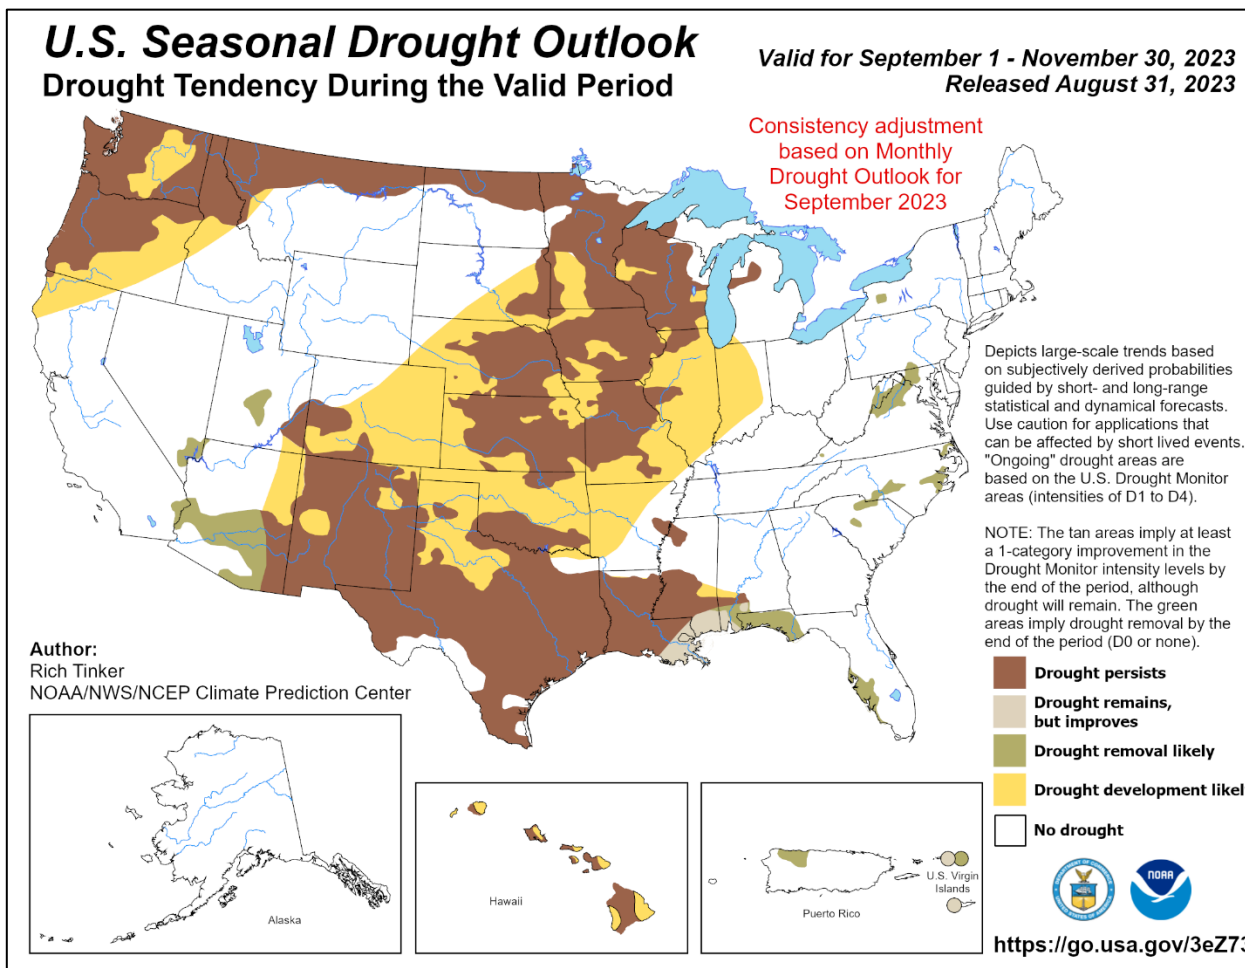 U.S. Seasonal Drought Outlook
Drought Tendency During the Valid Period
Valid for September 1 - November 30, 2023
Released August 31, 2023
Consistency adjustment
based on Monthly
Drought Outlook for
September 2023
Depicts large-scale trends based
on subjectively derived probabilities
guided by short- and long-range
statistical and dynamical forecasts.
Use caution for applications that
can be affected by short lived events.
"Ongoing" drought areas are
based on the U.S. Drought Monitor
areas (intensities of D1 to D4).
NOTE: The tan areas imply at least
a 1-category improvement in the
Drought Monitor intensity levels by
the end of the period, although
drought will remain. The green
areas imply drought removal by the
end of the period (D0 or none).
Author:
Rich Tinker
NOAA/NWS/NCEP Climate Prediction Center
Drought persists
Drought remains,
but improves
Drought removal likely
Drought development likel
No drought
Alaska
Hawaii
Puerto Rico
U.S. Virgin
Islands
NOAA
https://go.usa.gov/3eZ73